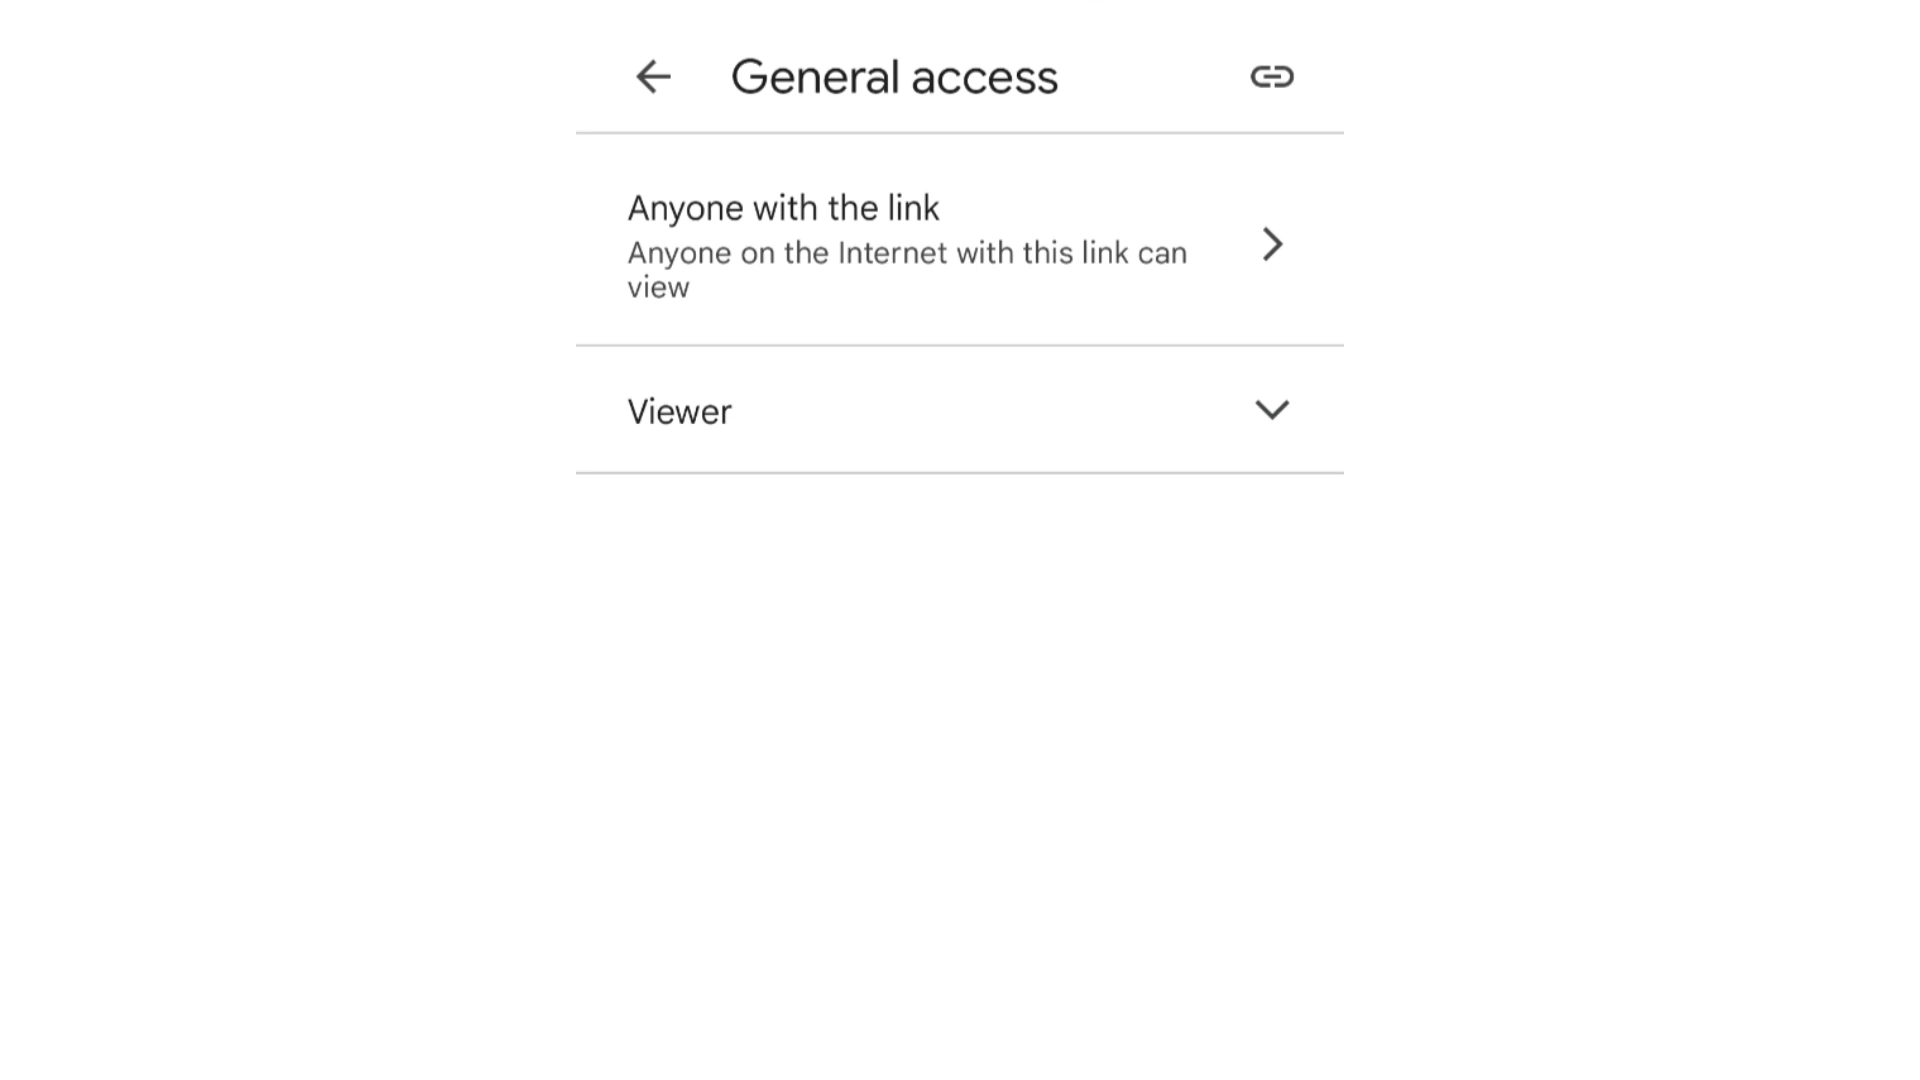 General access
Anyone with the link
Anyone on the Internet with this link can
view
Viewer